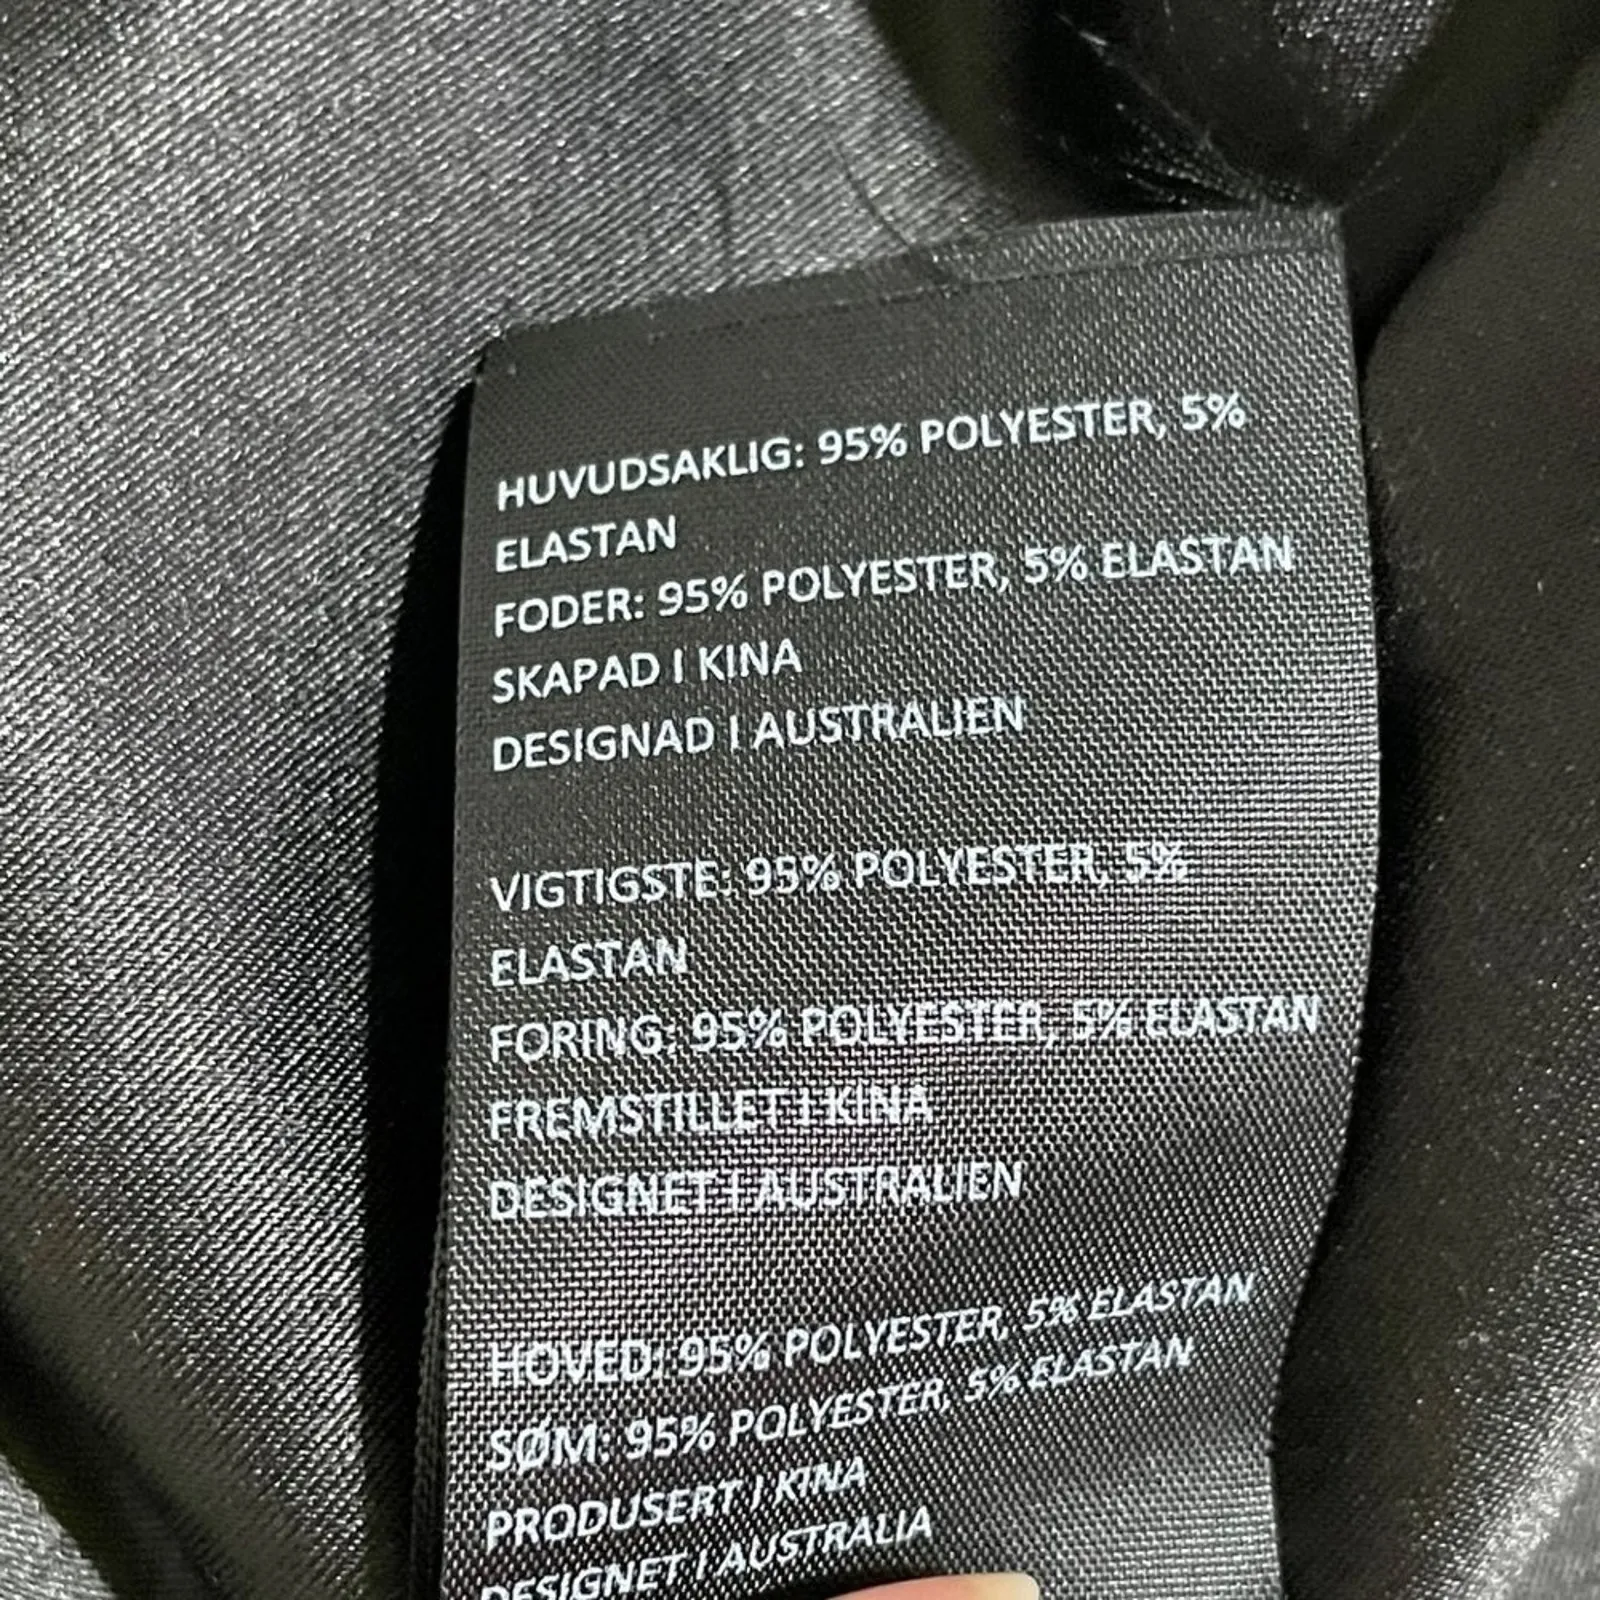 HUVUDSAKLIG: 95% POLYESTER, 5%
ELASTAN
FODER: 95% POLYESTER, 5% ELASTAN
SKAPAD I KINA
DESIGNAD I AUSTRALIEN
VIGTIGSTE: 95% POLYESTER, 5%
ELASTAN
FORING: 95% POLYESTER, 5% ELASTAN
FREMSTILLET I KINA
DESIGNET I AUSTRALIEN
HOVED: 95% POLYESTER, 5% ELASTAN
SØM: 95% POLYESTER, 5% ELASTAN
PRODUSERT I KINA
DESIGNET I AUSTRALIA